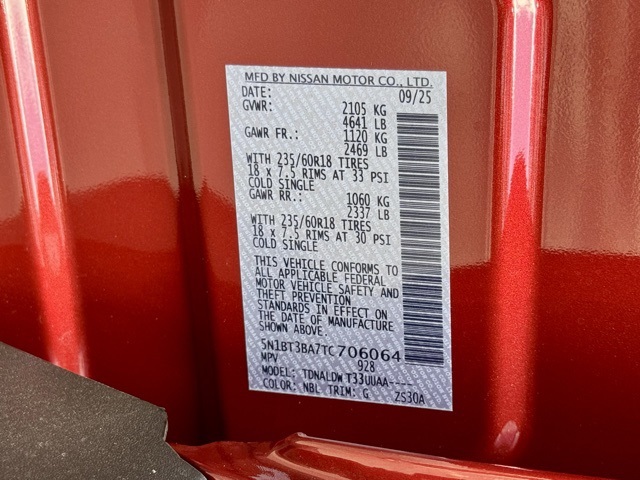 MFD BY NISSAN MOTOR CO., LTD.
DATE: 09/25
GVWR: 2105 KG
4641 LB
GAWR FR.: 1120 KG
2469 LB
WITH 235/60R18 TIRES
18 x 7.5 RIMS AT 33 PSI
COLD SINGLE
GAWR RR.: 1060 KG
2337 LB
WITH 235/60R18 TIRES
18 x 7.5 RIMS AT 30 PSI
COLD SINGLE
THIS VEHICLE CONFORMS TO
ALL APPLICABLE FEDERAL
MOTOR VEHICLE SAFETY AND
THEFT PREVENTION
STANDARDS IN EFFECT ON
THE DATE OF MANUFACTURE
SHOWN ABOVE
5N1BT3BA7TC706064
MPV 928
MODEL: TDNALDW T33UUAA----
COLOR: NBL TRIM: G ZS30A